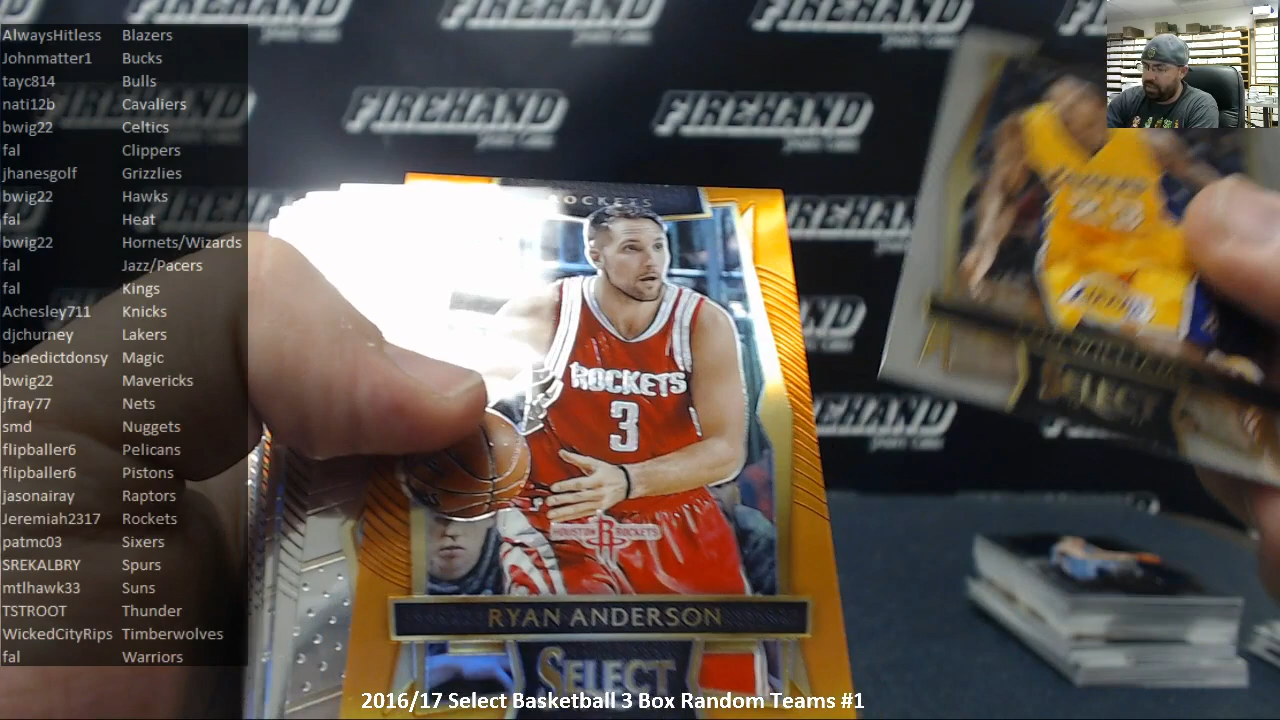 AlwaysHitless Blazers
Johnmatter1 Bucks
tayc814 Bulls
nati12b Cavaliers
bwig22 Celtics
fal Clippers
jhanesgolf Grizzlies
bwig22 Hawks
fal Heat
bwig22 Hornets/Wizards
fal Jazz/Pacers
fal Kings
Achesley711 Knicks
djchurney Lakers
benedictdonsy Magic
bwig22 Mavericks
jfray77 Nets
smd Nuggets
flipballer6 Pelicans
flipballer6 Pistons
jasonairay Raptors
Jeremiah2317 Rockets
patmc03 Sixers
SREKALBRY Spurs
mtlhawk33 Suns
TSTROOT Thunder
WickedCityRips Timberwolves
fal Warriors
FIREHAND
FIREHAND
FIREHAND
FIREHAND
ROCKETS
ROCKETS
3
HOUSTON ROCKETS
RYAN ANDERSON
SELECT
SELECT
2016/17 Select Basketball 3 Box Random Teams #1